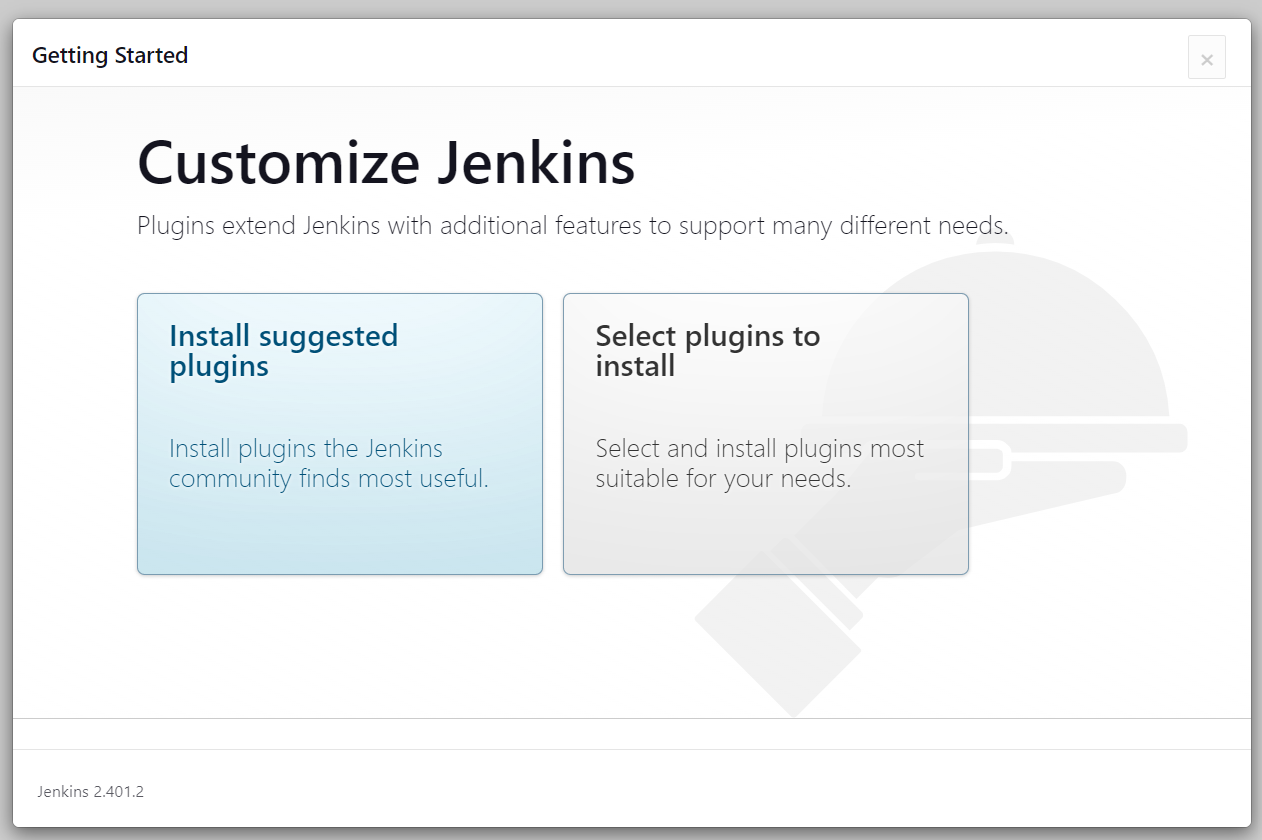 Getting Started
×
Customize Jenkins
Plugins extend Jenkins with additional features to support many different needs.
Install suggested
plugins
Install plugins the Jenkins
community finds most useful.
Select plugins to
install
Select and install plugins most
suitable for your needs.
Jenkins 2.401.2